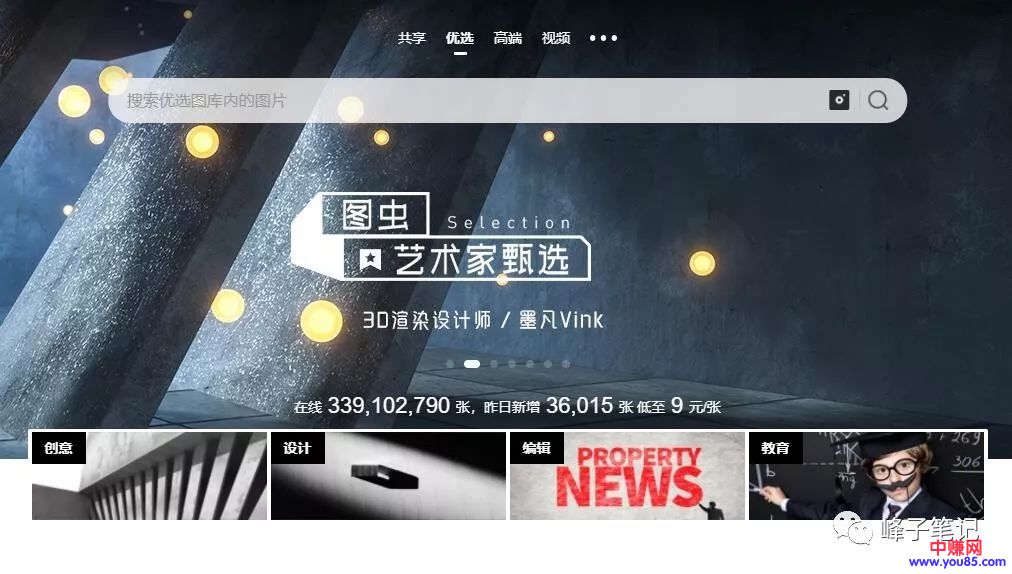 共享 优选 高端 视频 •••
搜索优选图库内的图片
图虫 Selection
艺术家甄选
3D渲染设计师 / 墨凡Vink
在线 339,102,790 张, 昨日新增 36,015 张 低至 9 元/张
创意 设计 编辑 教育
PROPERTY
NEWS
269
306
峰子笔记
中赚网
www.you85.com